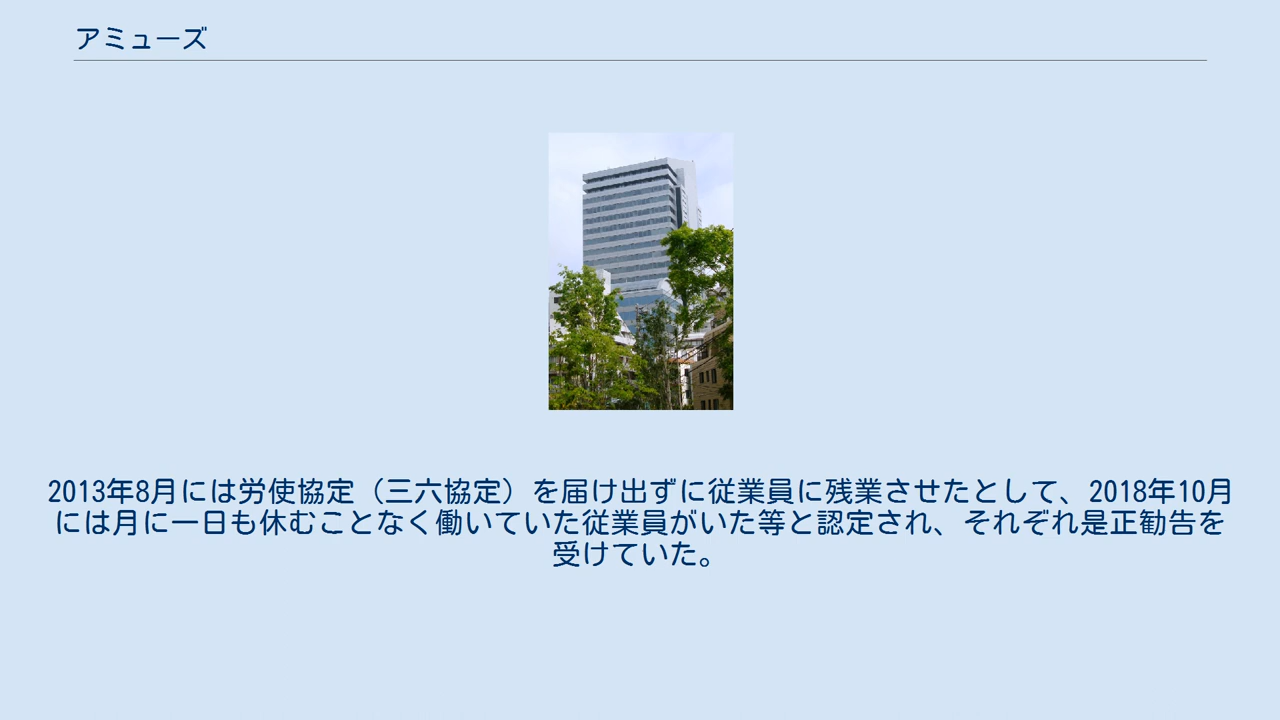 アミューズ
2013年8月には労使協定（三六協定）を届け出ずに従業員に残業させたとして、2018年10月
には月に一日も休むことなく働いていた従業員がいた等と認定され、それぞれ是正勧告を
受けていた。